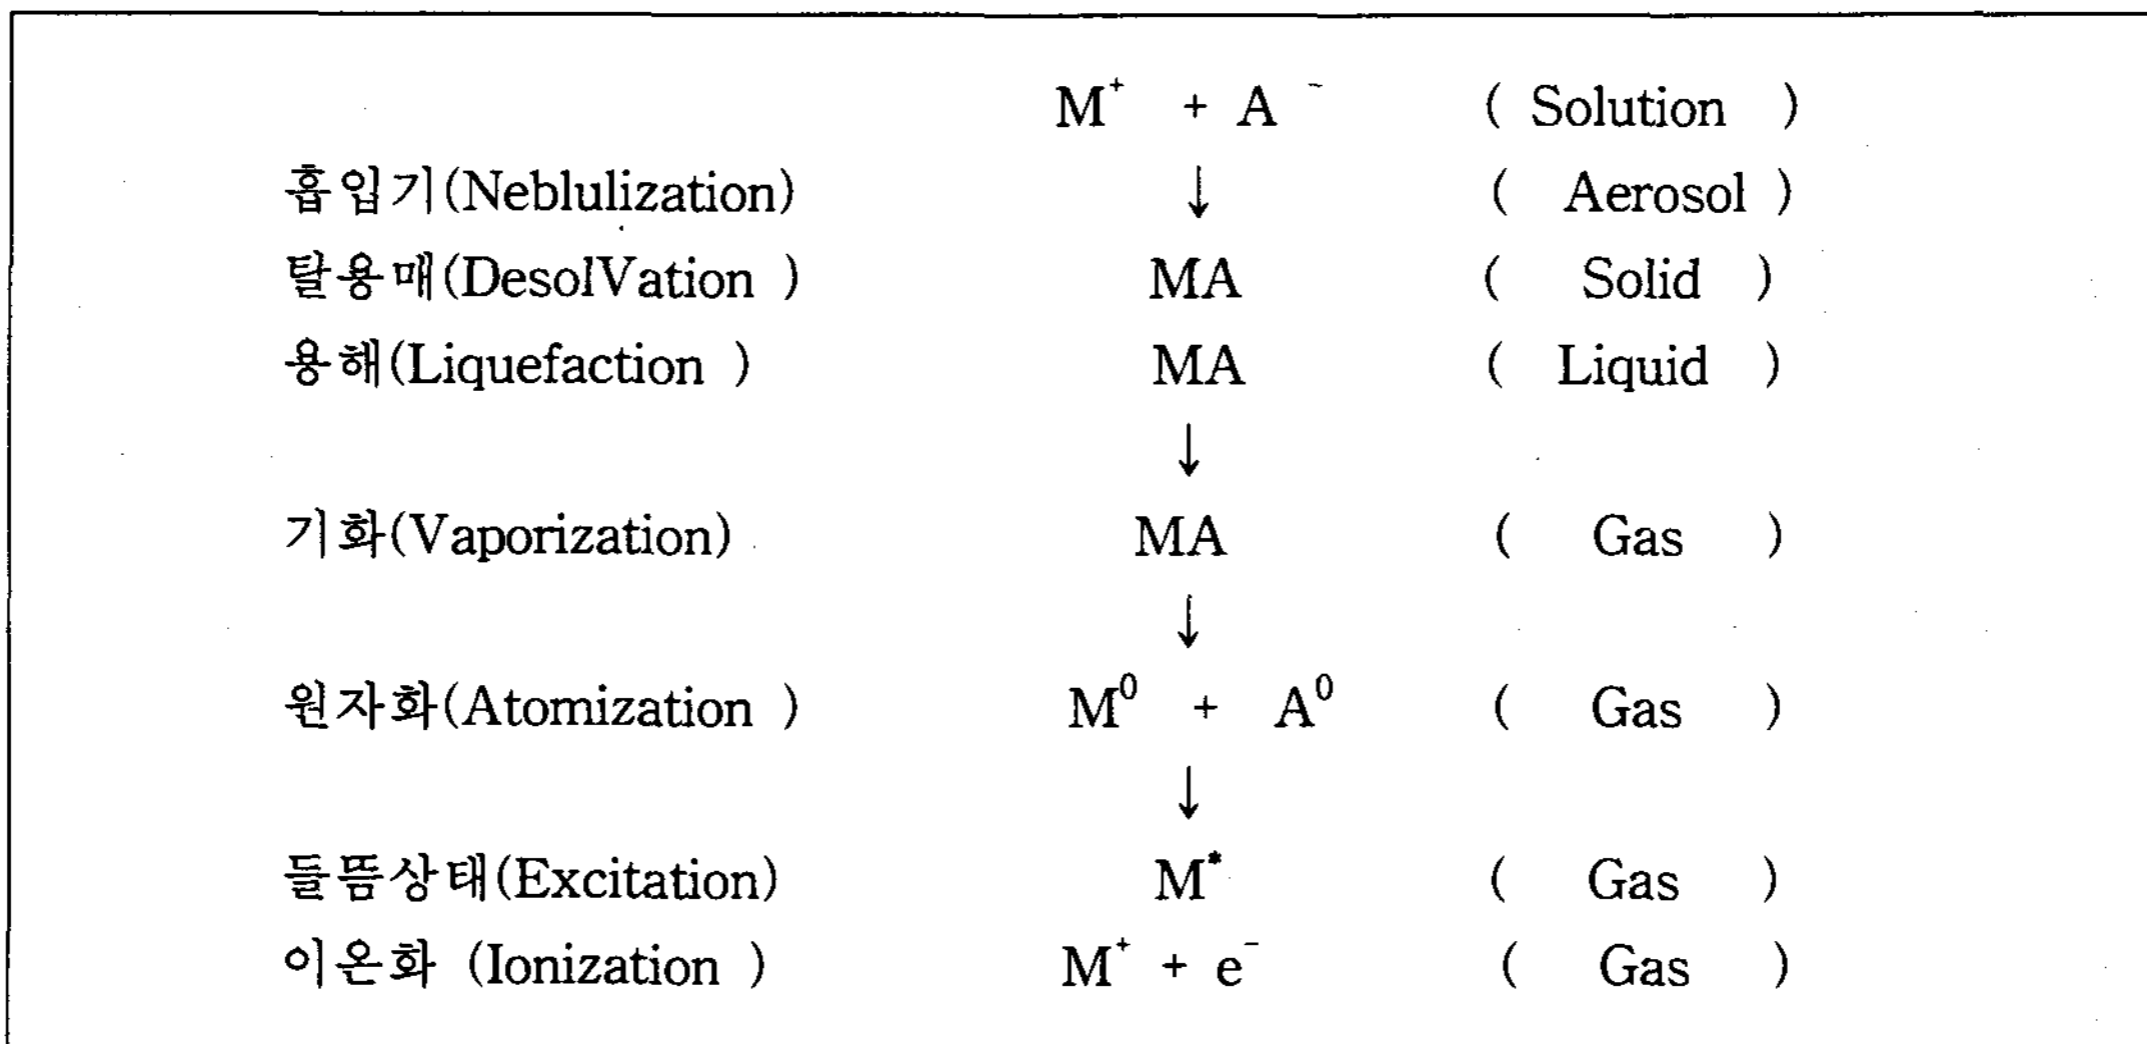 M⁺ + A ⁻ ( Solution )
흡입기(Neblulization) ↓ ( Aerosol )
탈용매(DesolVation ) MA ( Solid )
용해(Liquefaction ) MA ( Liquid )
↓
기화(Vaporization) MA ( Gas )
↓
원자화(Atomization ) M⁰ + A⁰ ( Gas )
↓
들뜸상태(Excitation) M* ( Gas )
이온화 (Ionization ) M⁺ + e⁻ ( Gas )